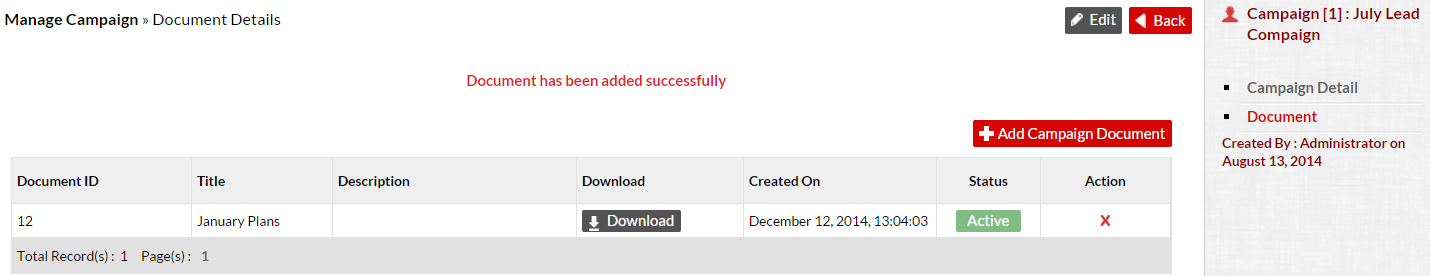 Manage Campaign » Document Details
Edit
Back
Document has been added successfully
Add Campaign Document
Document ID Title Description Download Created On Status Action
12 January Plans Download December 12, 2014, 13:04:03 Active X
Total Record(s) : 1 Page(s) : 1
Campaign [1] : July Lead
Compaign
Campaign Detail
Document
Created By : Administrator on
August 13, 2014